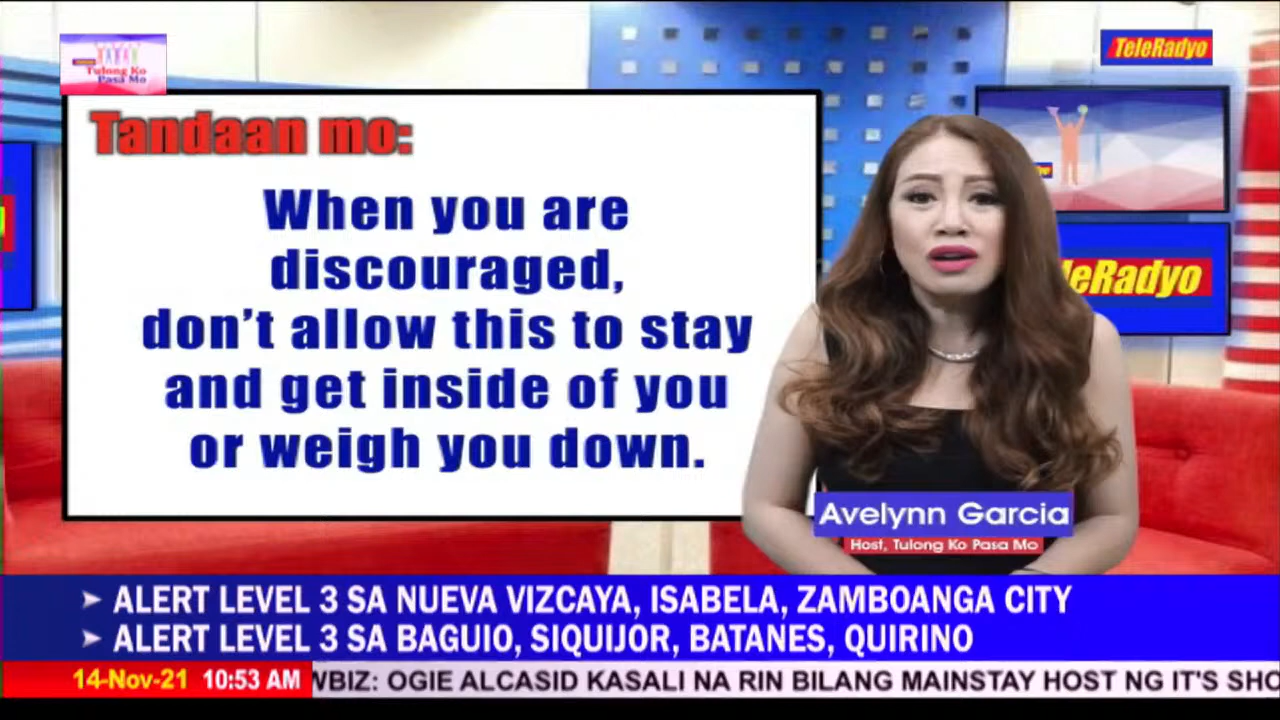 Tulong Ko
Pasa Mo
TeleRadyo
Tandaan mo:
When you are
discouraged,
don't allow this to stay
and get inside of you
or weigh you down.
leRadyo
Avelynn Garcia
Host, Tulong Ko Pasa Mo
➤ ALERT LEVEL 3 SA NUEVA VIZCAYA, ISABELA, ZAMBOANGA CITY
➤ ALERT LEVEL 3 SA BAGUIO, SIQUIJOR, BATANES, QUIRINO
14-Nov-21 10:53 AM WBIZ: OGIE ALCASID KASALI NA RIN BILANG MAINSTAY HOST NG IT'S SHO